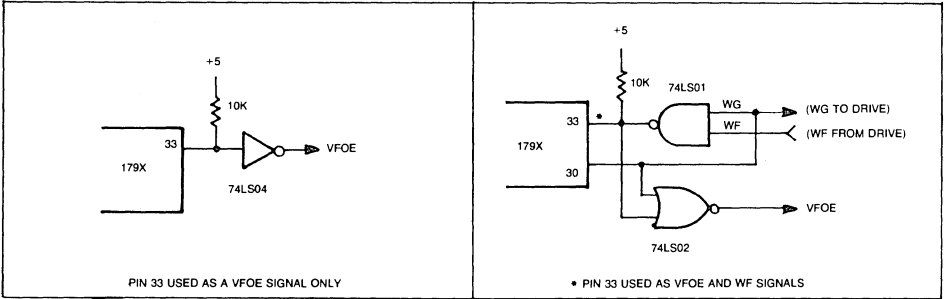 +5
10K
33
179X
VFOE
74LS04
PIN 33 USED AS A VFOE SIGNAL ONLY
+5
10K
74LS01
*
33
WG
(WG TO DRIVE)
WF
(WF FROM DRIVE)
179X
30
VFOE
74LS02
* PIN 33 USED AS VFOE AND WF SIGNALS